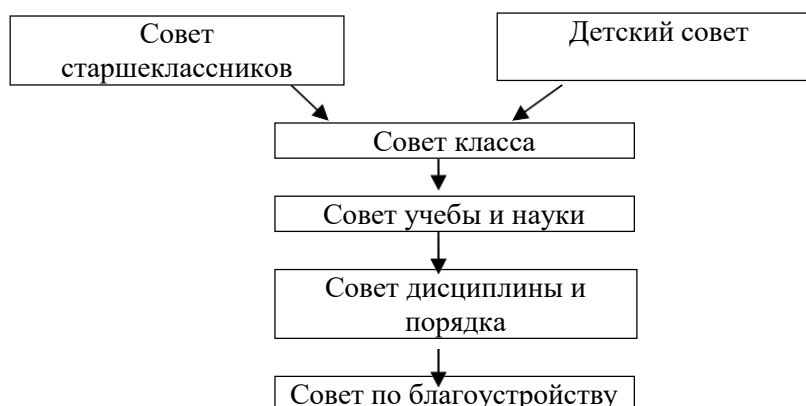 Совет
старшеклассников
Детский совет
Совет класса
Совет учебы и науки
Совет дисциплины и
порядка
Совет по благоустройству